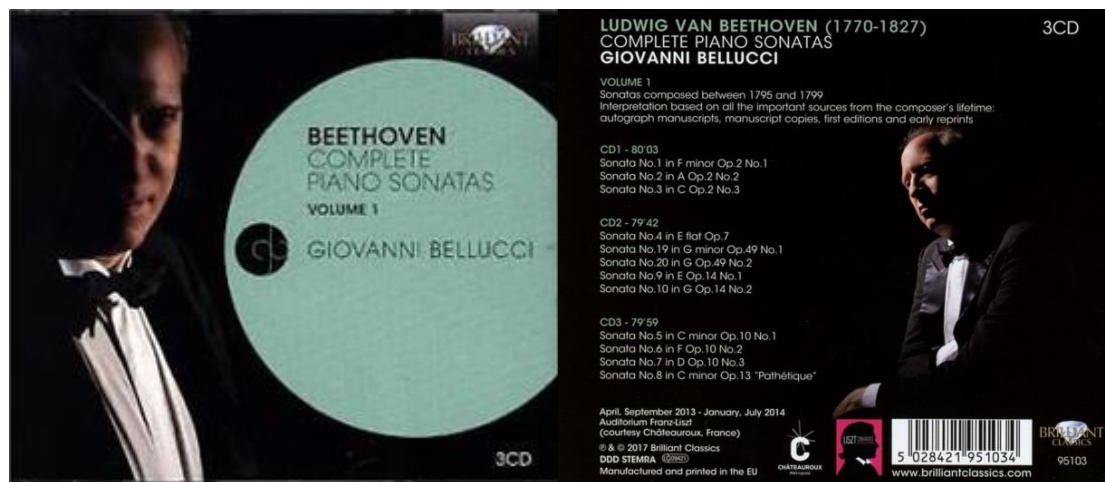 BRILLIANT
CLASSICS
BEETHOVEN
COMPLETE
PIANO SONATAS
VOLUME 1
GIOVANNI BELLUCCI
3CD
LUDWIG VAN BEETHOVEN (1770-1827)
3CD
COMPLETE PIANO SONATAS
GIOVANNI BELLUCCI
VOLUME 1
Sonatas composed between 1795 and 1799
Interpretation based on all the important sources from the composer's lifetime:
autograph manuscripts, manuscript copies, first editions and early reprints
CD1 - 80'03
Sonata No.1 in F minor Op.2 No.1
Sonata No.2 in A Op.2 No.2
Sonata No.3 in C Op.2 No.3
CD2 - 79'42
Sonata No.4 in E flat Op.7
Sonata No.19 in G minor Op.49 No.1
Sonata No.20 in G Op.49 No.2
Sonata No.9 in E Op.14 No.1
Sonata No.10 in G Op.14 No.2
CD3 - 79'59
Sonata No.5 in C minor Op.10 No.1
Sonata No.6 in F Op.10 No.2
Sonata No.7 in D Op.10 No.3
Sonata No.8 in C minor Op.13 "Pathétique"
April, September 2013 - January, July 2014
Auditorium Franz-Liszt
(courtesy Châteauroux, France)
℗ & © 2017 Brilliant Classics
DDD STEMRA
Manufactured and printed in the EU
C
CHÂTEAUROUX
LISZT
5 028421 951034
www.brilliantclassics.com
BRILLIANT
CLASSICS
95103